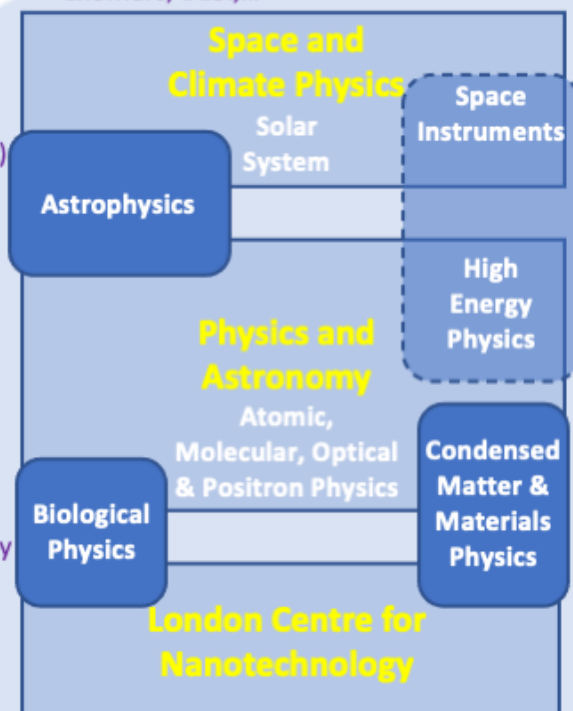 Space and
Climate Physics
Space
Instruments
Solar
System
)
Astrophysics
High
Energy
Physics
Physics and
Astronomy
Atomic,
Molecular, Optical
& Positron Physics
Condensed
Matter &
Materials
Physics
Biological
Physics
y
London Centre for
Nanotechnology